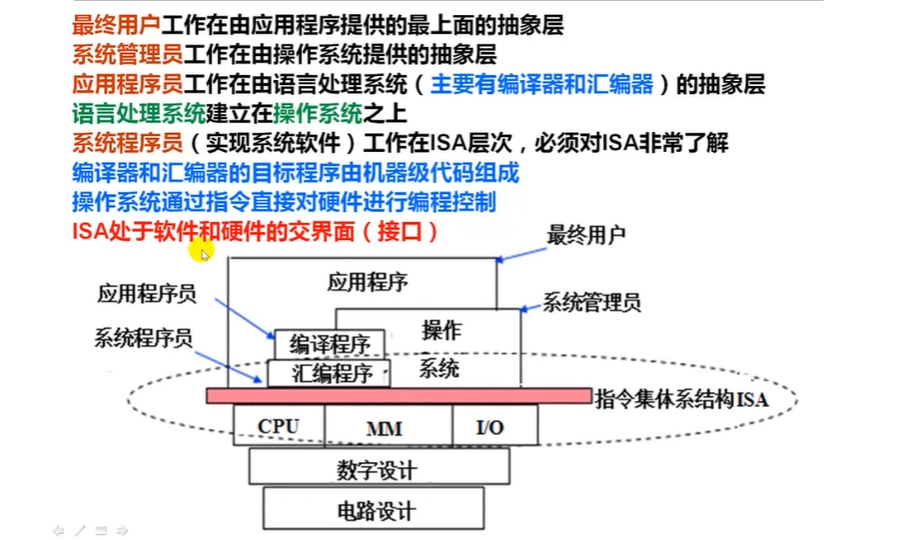 最终用户工作在由应用程序提供的最上面的抽象层
系统管理员工作在由操作系统提供的抽象层
应用程序员工作在由语言处理系统（主要有编译器和汇编器）的抽象层
语言处理系统建立在操作系统之上
系统程序员（实现系统软件）工作在ISA层次，必须对ISA非常了解
编译器和汇编器的目标程序由机器级代码组成
操作系统通过指令直接对硬件进行编程控制
ISA处于软件和硬件的交界面（接口）
最终用户
应用程序
应用程序员
系统管理员
操作
系统程序员
编译程序
汇编程序
系统
指令集体系结构ISA
CPU
MM
I/O
数字设计
电路设计